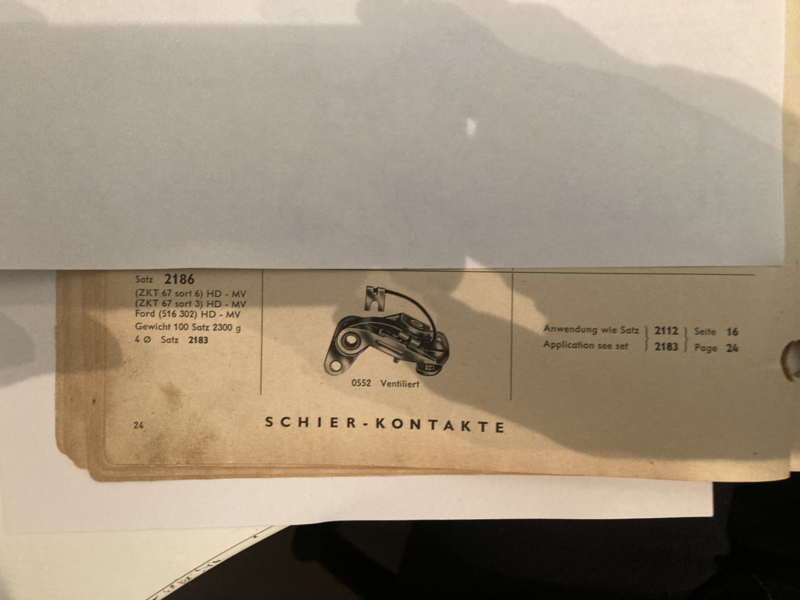 Satz 2186
(ZKT 67 sort 6) HD - MV
(ZKT 67 sort 3) HD - MV
Ford (516 302) HD - MV
Gewicht 100 Satz 2300 g
4 Ø Satz 2183
0552 Ventiliert
Anwendung wie Satz } 2112 } Seite 16
Application see set } 2183 } Page 24
24
SCHIER-KONTAKTE